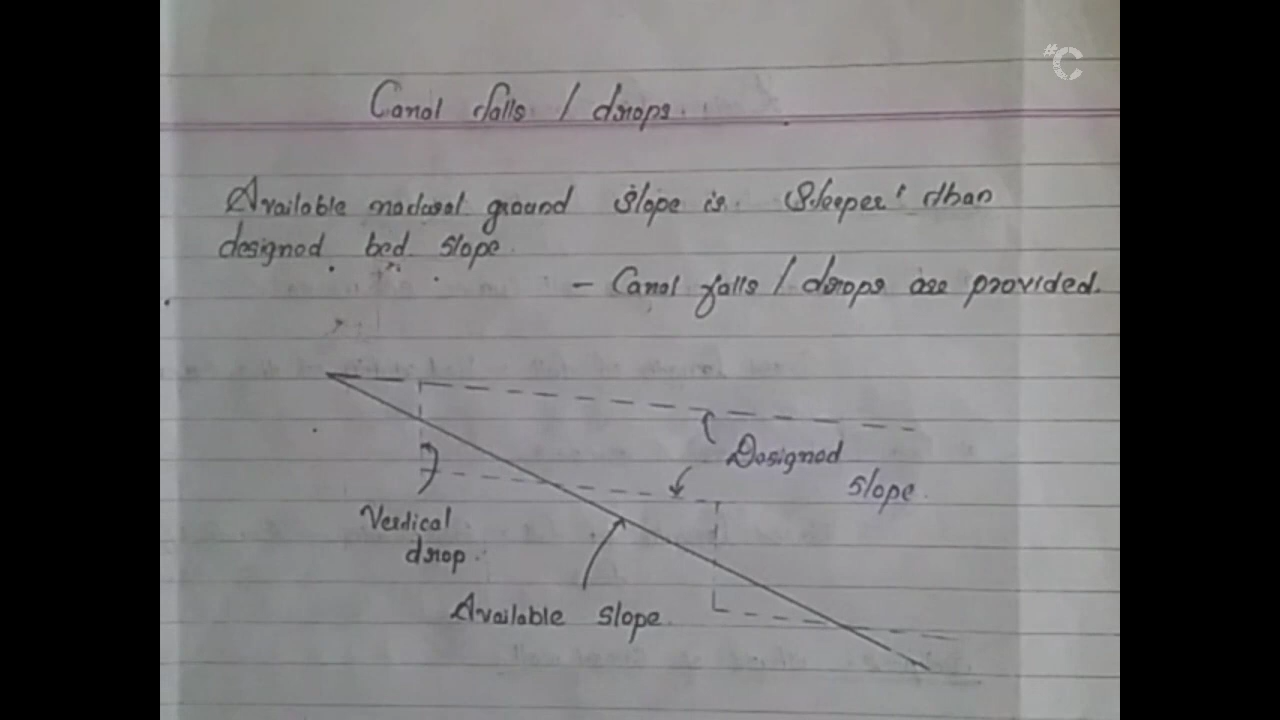 #C
Canal falls / drops.
Available natural ground slope is steeper than
designed bed slope.
– Canal falls / drops are provided.
Designed
slope.
Vertical
drop.
Available slope.